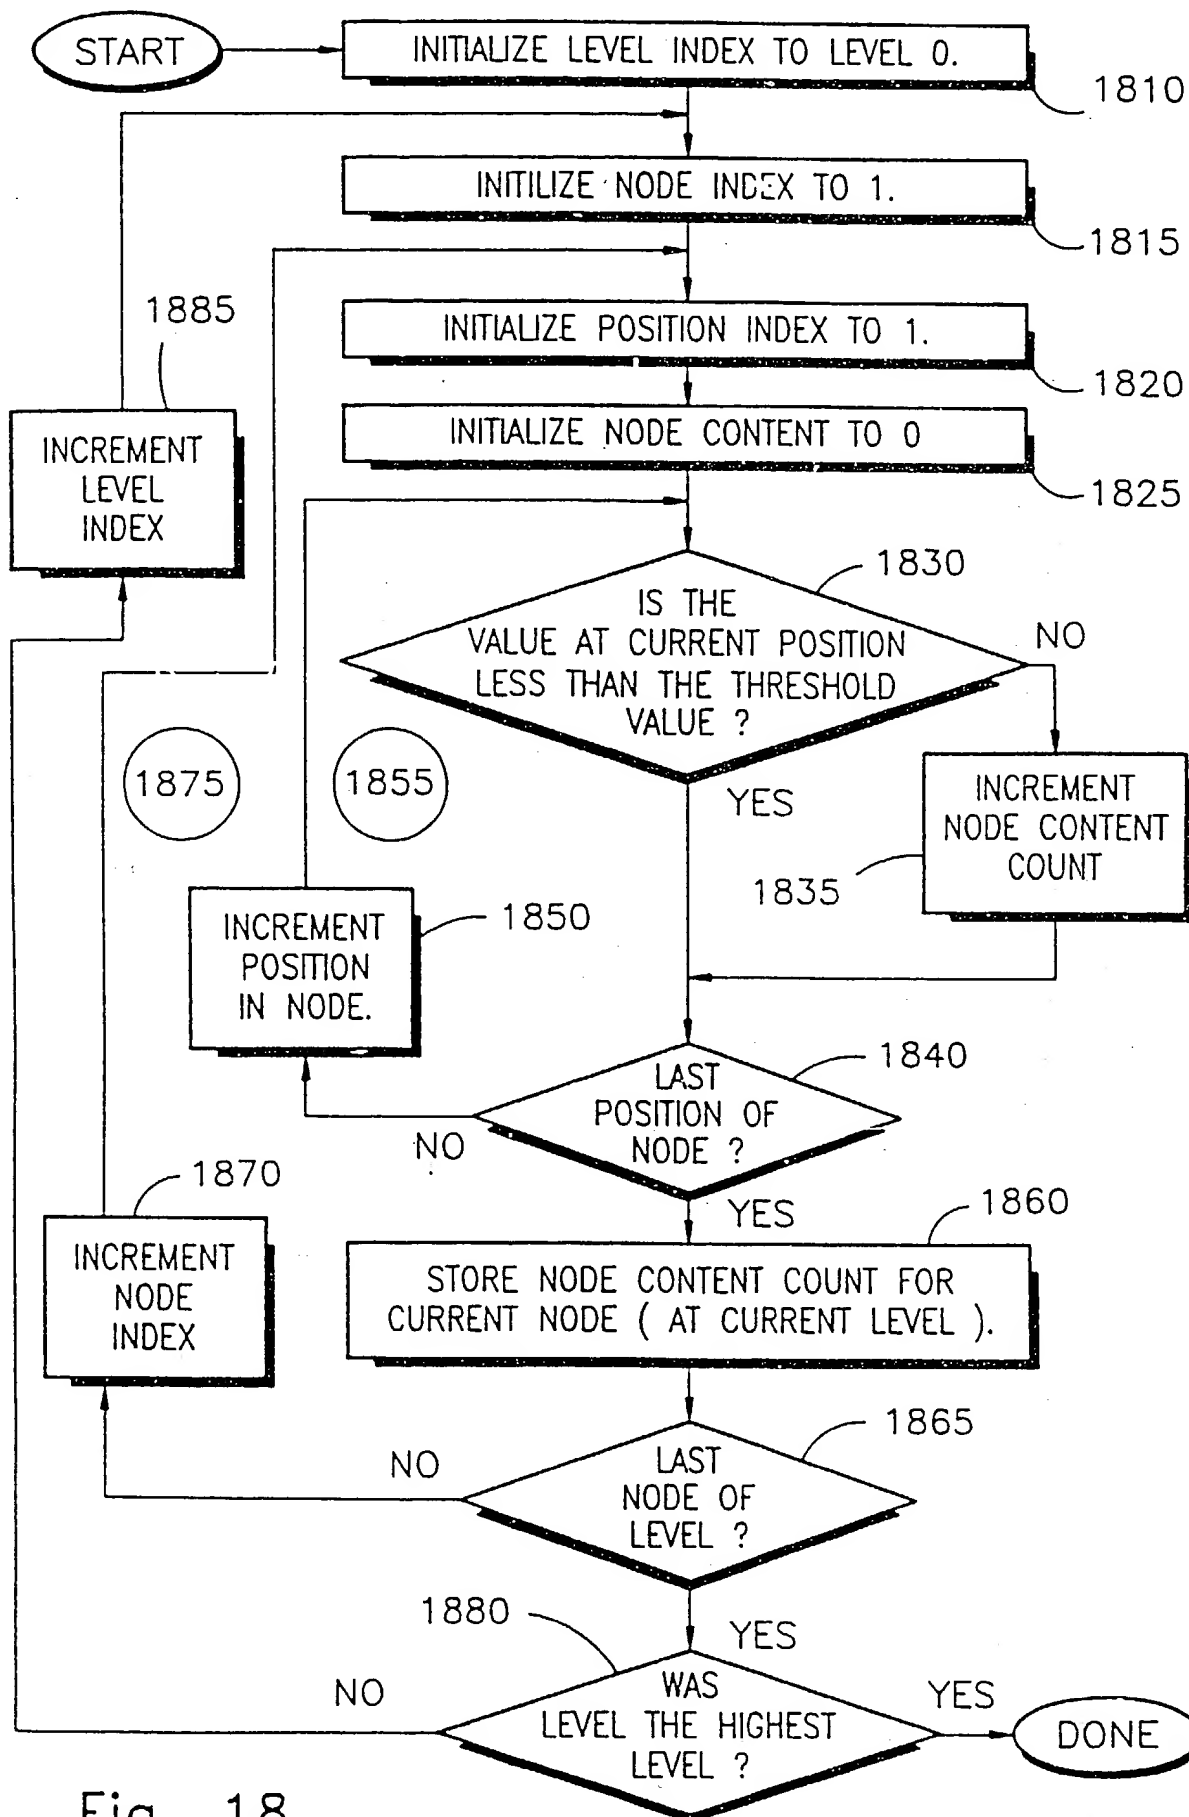 START
INITIALIZE LEVEL INDEX TO LEVEL 0.
1810
INITILIZE NODE INDEX TO 1.
1815
1885
INITIALIZE POSITION INDEX TO 1.
1820
INCREMENT
LEVEL
INDEX
INITIALIZE NODE CONTENT TO 0
1825
1830
IS THE
VALUE AT CURRENT POSITION
LESS THAN THE THRESHOLD
VALUE ?
NO
1875
1855
YES
INCREMENT
NODE CONTENT
COUNT
1835
INCREMENT
POSITION
IN NODE.
1850
1840
LAST
POSITION OF
NODE ?
NO
YES
1870
1860
INCREMENT
NODE
INDEX
STORE NODE CONTENT COUNT FOR
CURRENT NODE ( AT CURRENT LEVEL ).
1865
NO
LAST
NODE OF
LEVEL ?
1880
YES
NO
WAS
LEVEL THE HIGHEST
LEVEL ?
YES
DONE
Fig. 18